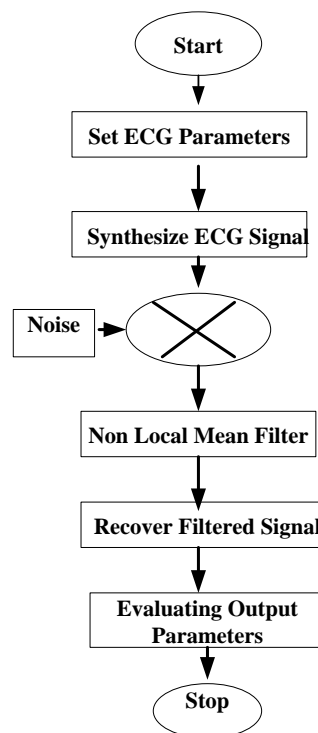 Start
Set ECG Parameters
Synthesize ECG Signal
Noise
Non Local Mean Filter
Recover Filtered Signal
Evaluating Output
Parameters
Stop